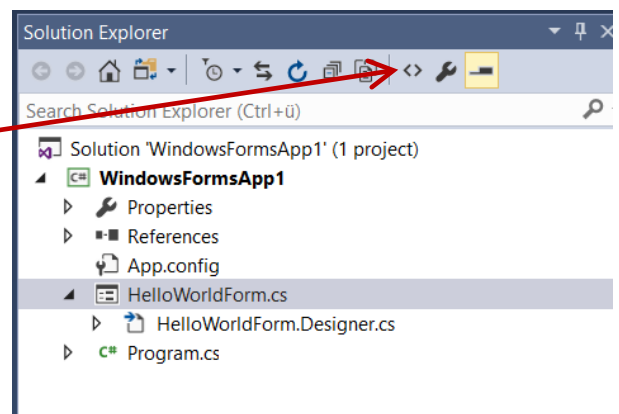 Solution Explorer
Search Solution Explorer (Ctrl+ü)
Solution 'WindowsFormsApp1' (1 project)
C# WindowsFormsApp1
Properties
References
App.config
HelloWorldForm.cs
HelloWorldForm.Designer.cs
C# Program.cs